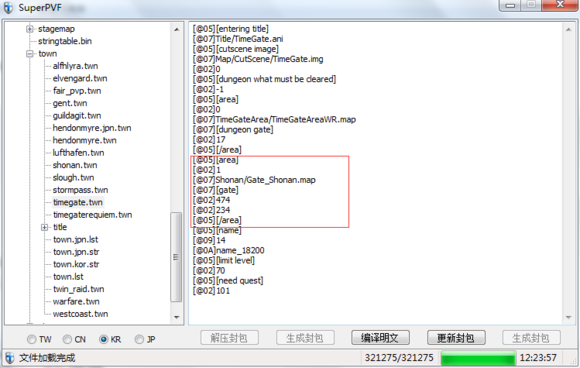 SuperPVF
stagemap
stringtable.bin
town
alfhlyra.twn
elvengard.twn
fair_pvp.twn
gent.twn
guildagit.twn
hendonmyre.jpn.twn
hendonmyre.twn
lufthafen.twn
shonan.twn
slough.twn
stormpass.twn
timegate.twn
timegaterequiem.twn
title
town.jpn.lst
town.jpn.str
town.kor.str
town.lst
twin_raid.twn
warfare.twn
westcoast.twn
[@05][entering title]
[@07]Title/TimeGate.ani
[@05][cutscene image]
[@07]Map/CutScene/TimeGate.img
[@02]0
[@05][dungeon what must be cleared]
[@02]-1
[@05][area]
[@02]0
[@07]TimeGateArea/TimeGateAreaWR.map
[@07][dungeon gate]
[@02]17
[@05][/area]
[@05][area]
[@02]1
[@07]Shonan/Gate_Shonan.map
[@07][gate]
[@02]474
[@02]234
[@05][/area]
[@05][name]
[@09]14
[@0A]name_18200
[@05][limit level]
[@02]70
[@05][need quest]
[@02]101
TW CN KR JP
解压封包 生成封包 编译明文 更新封包 生成封包
文件加载完成 321275/321275 12:23:57